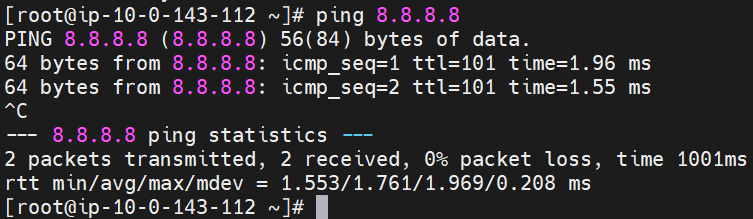 [root@ip-10-0-143-112 ~]# ping 8.8.8.8
PING 8.8.8.8 (8.8.8.8) 56(84) bytes of data.
64 bytes from 8.8.8.8: icmp_seq=1 ttl=101 time=1.96 ms
64 bytes from 8.8.8.8: icmp_seq=2 ttl=101 time=1.55 ms
^C
--- 8.8.8.8 ping statistics ---
2 packets transmitted, 2 received, 0% packet loss, time 1001ms
rtt min/avg/max/mdev = 1.553/1.761/1.969/0.208 ms
[root@ip-10-0-143-112 ~]#